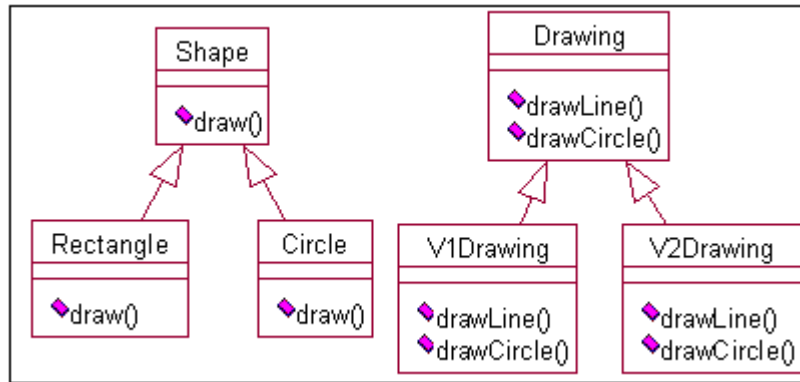 Shape
draw()
Drawing
drawLine()
drawCircle()
Rectangle
draw()
Circle
draw()
V1Drawing
drawLine()
drawCircle()
V2Drawing
drawLine()
drawCircle()